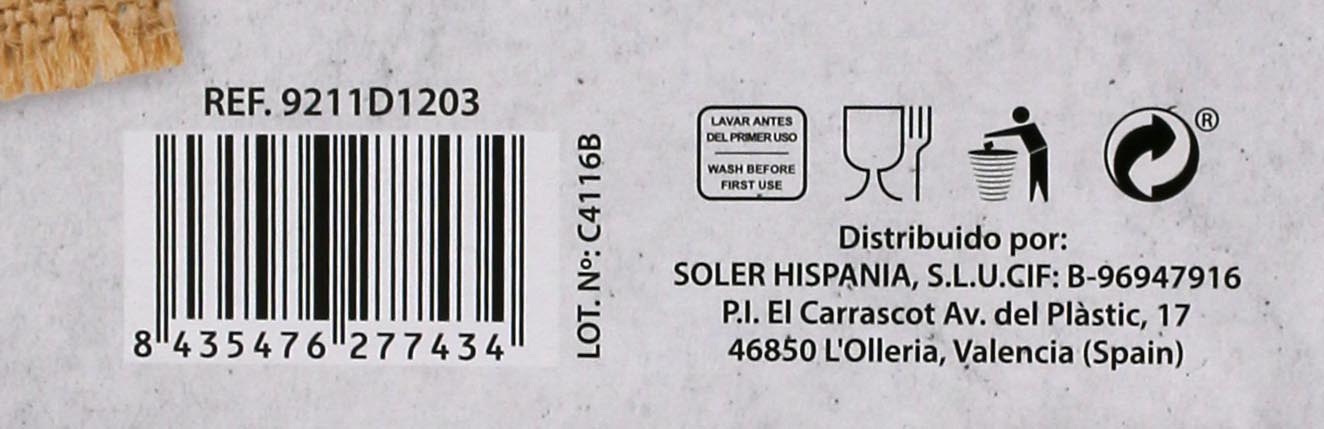 REF. 9211D1203
8 435476 277434
LOT. Nº: C4116B
LAVAR ANTES
DEL PRIMER USO
WASH BEFORE
FIRST USE
®
Distribuido por:
SOLER HISPANIA, S.L.U.CIF: B-96947916
P.I. El Carrascot Av. del Plàstic, 17
46850 L'Olleria, Valencia (Spain)